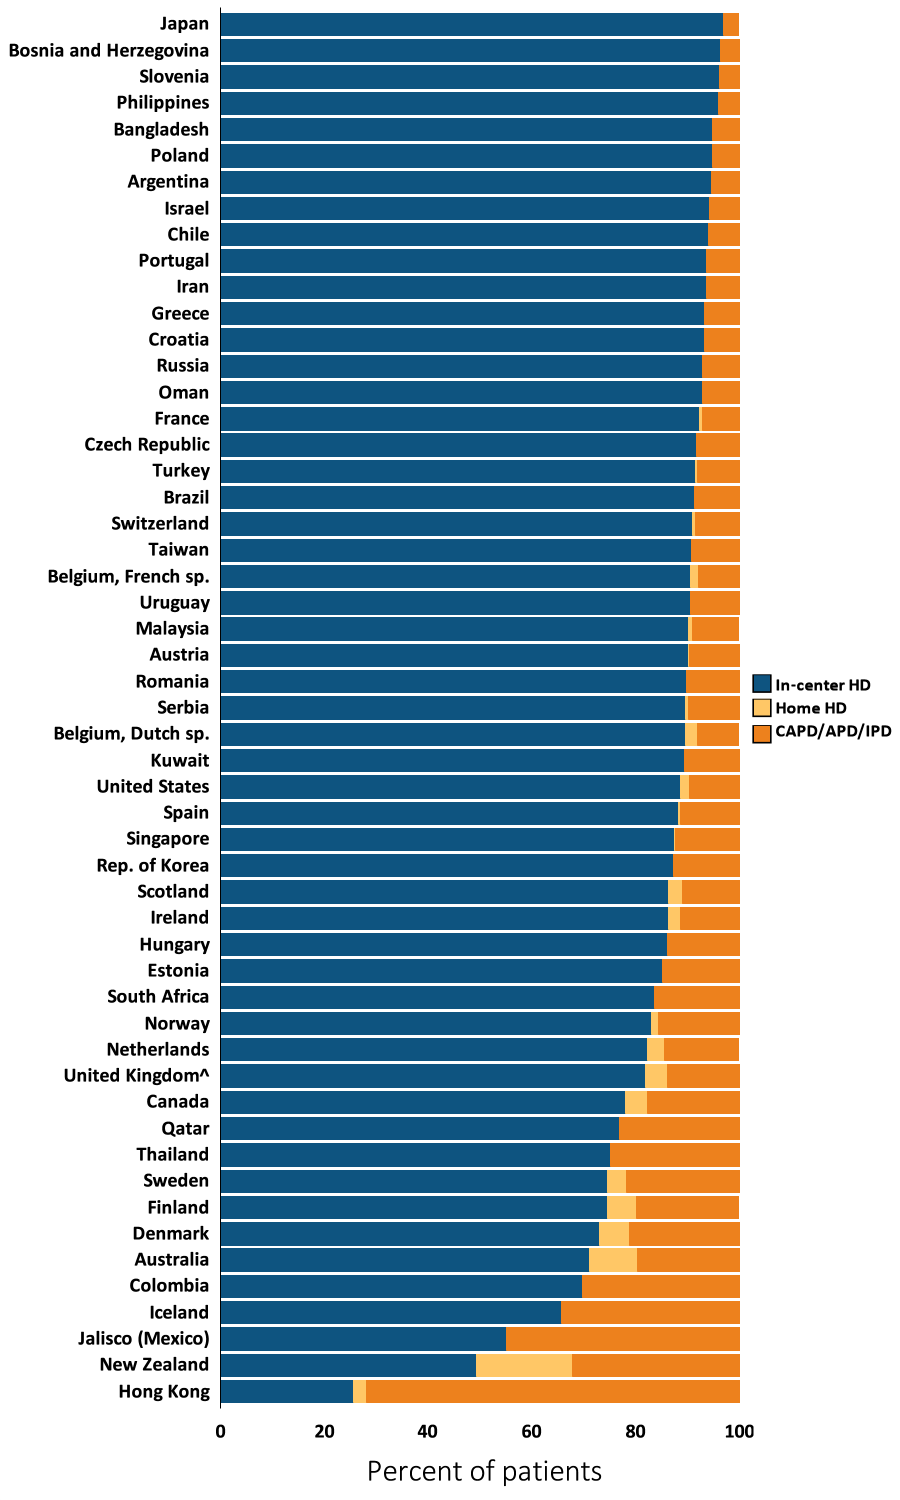 Japan
Bosnia and Herzegovina
Slovenia
Philippines
Bangladesh
Poland
Argentina
Israel
Chile
Portugal
Iran
Greece
Croatia
Russia
Oman
France
Czech Republic
Turkey
Brazil
Switzerland
Taiwan
Belgium, French sp.
Uruguay
Malaysia
Austria
Romania
Serbia
Belgium, Dutch sp.
Kuwait
United States
Spain
Singapore
Rep. of Korea
Scotland
Ireland
Hungary
Estonia
South Africa
Norway
Netherlands
United Kingdom^
Canada
Qatar
Thailand
Sweden
Finland
Denmark
Australia
Colombia
Iceland
Jalisco (Mexico)
New Zealand
Hong Kong
0 20 40 60 80 100
Percent of patients
In-center HD
Home HD
CAPD/APD/IPD